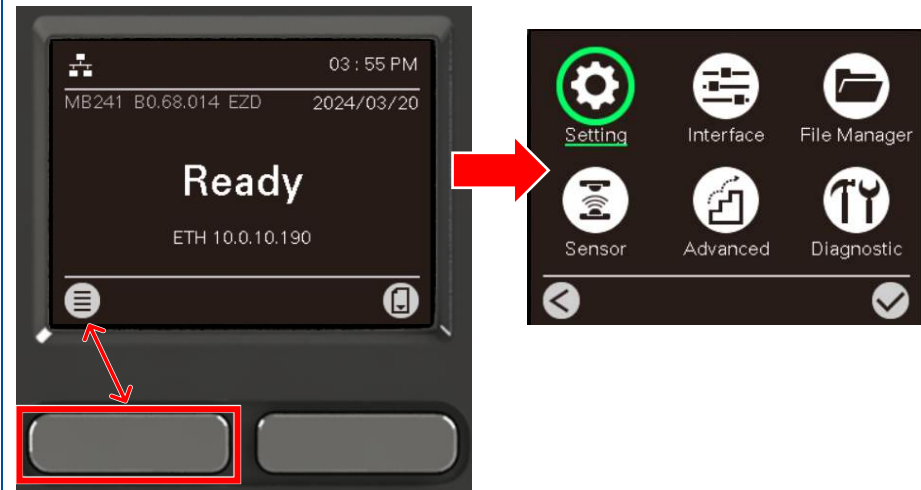 03 : 55 PM
MB241 B0.68.014 EZD 2024/03/20
Ready
ETH 10.0.10.190
Setting Interface File Manager
Sensor Advanced Diagnostic